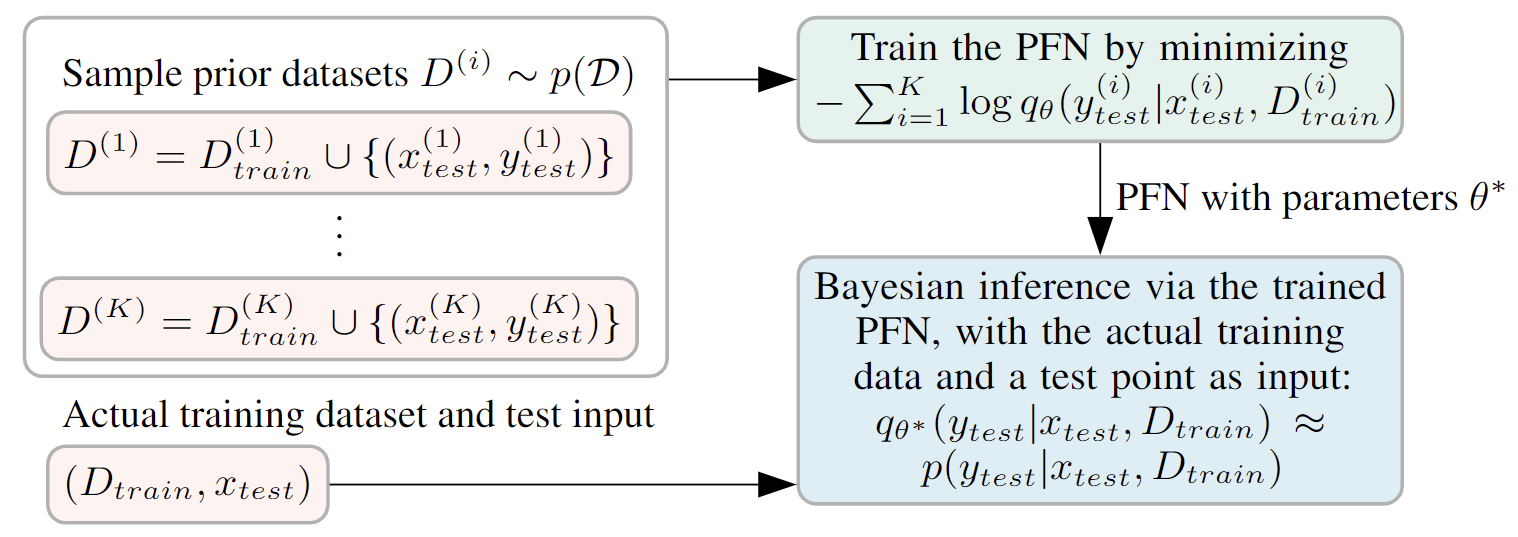 Sample prior datasets $D^{(i)} \sim p(\mathcal{D})$
$D^{(1)} = D^{(1)}_{train} \cup \{(x^{(1)}_{test}, y^{(1)}_{test})\}$
⋮
$D^{(K)} = D^{(K)}_{train} \cup \{(x^{(K)}_{test}, y^{(K)}_{test})\}$
Actual training dataset and test input
$(D_{train}, x_{test})$
Train the PFN by minimizing
$-\sum_{i=1}^{K} \log q_\theta(y^{(i)}_{test}|x^{(i)}_{test}, D^{(i)}_{train})$
PFN with parameters $\theta^*$
Bayesian inference via the trained
PFN, with the actual training
data and a test point as input:
$q_{\theta^*}(y_{test}|x_{test}, D_{train}) \approx$
$p(y_{test}|x_{test}, D_{train})$